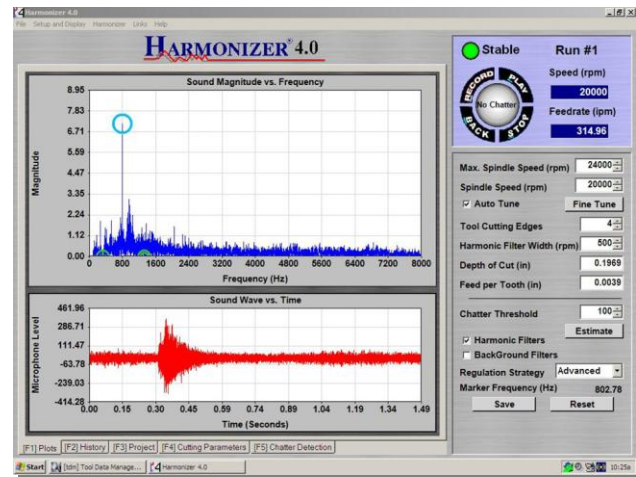 Harmonizer 4.0
File Setup and Display Harmonizer Links Help
HARMONIZER® 4.0
Sound Magnitude vs. Frequency
Magnitude
8.95
7.83
6.71
5.59
4.47
3.35
2.24
1.12
0.00
0 800 1600 2400 3200 4000 4800 5600 6400 7200 8000
Frequency (Hz)
Sound Wave vs. Time
Microphone Level
461.96
286.71
111.47
-63.78
-239.03
-414.28
0.00 0.15 0.30 0.45 0.59 0.74 0.89 1.04 1.19 1.34 1.49
Time (Seconds)
[F1] Plots [F2] History [F3] Project [F4] Cutting Parameters [F5] Chatter Detection
Stable Run #1
RECORD PLAY
No Chatter
BACK STOP
Speed (rpm)
20000
Feedrate (ipm)
314.96
Max. Spindle Speed (rpm) 24000
Spindle Speed (rpm) 20000
Auto Tune Fine Tune
Tool Cutting Edges 4
Harmonic Filter Width (rpm) 500
Depth of Cut (in) 0.1969
Feed per Tooth (in) 0.0039
Chatter Threshold 100
Estimate
Harmonic Filters
BackGround Filters
Regulation Strategy Advanced
Marker Frequency (Hz) 802.78
Save Reset
Start [tdn] Tool Data Manage... Harmonizer 4.0 10:25a